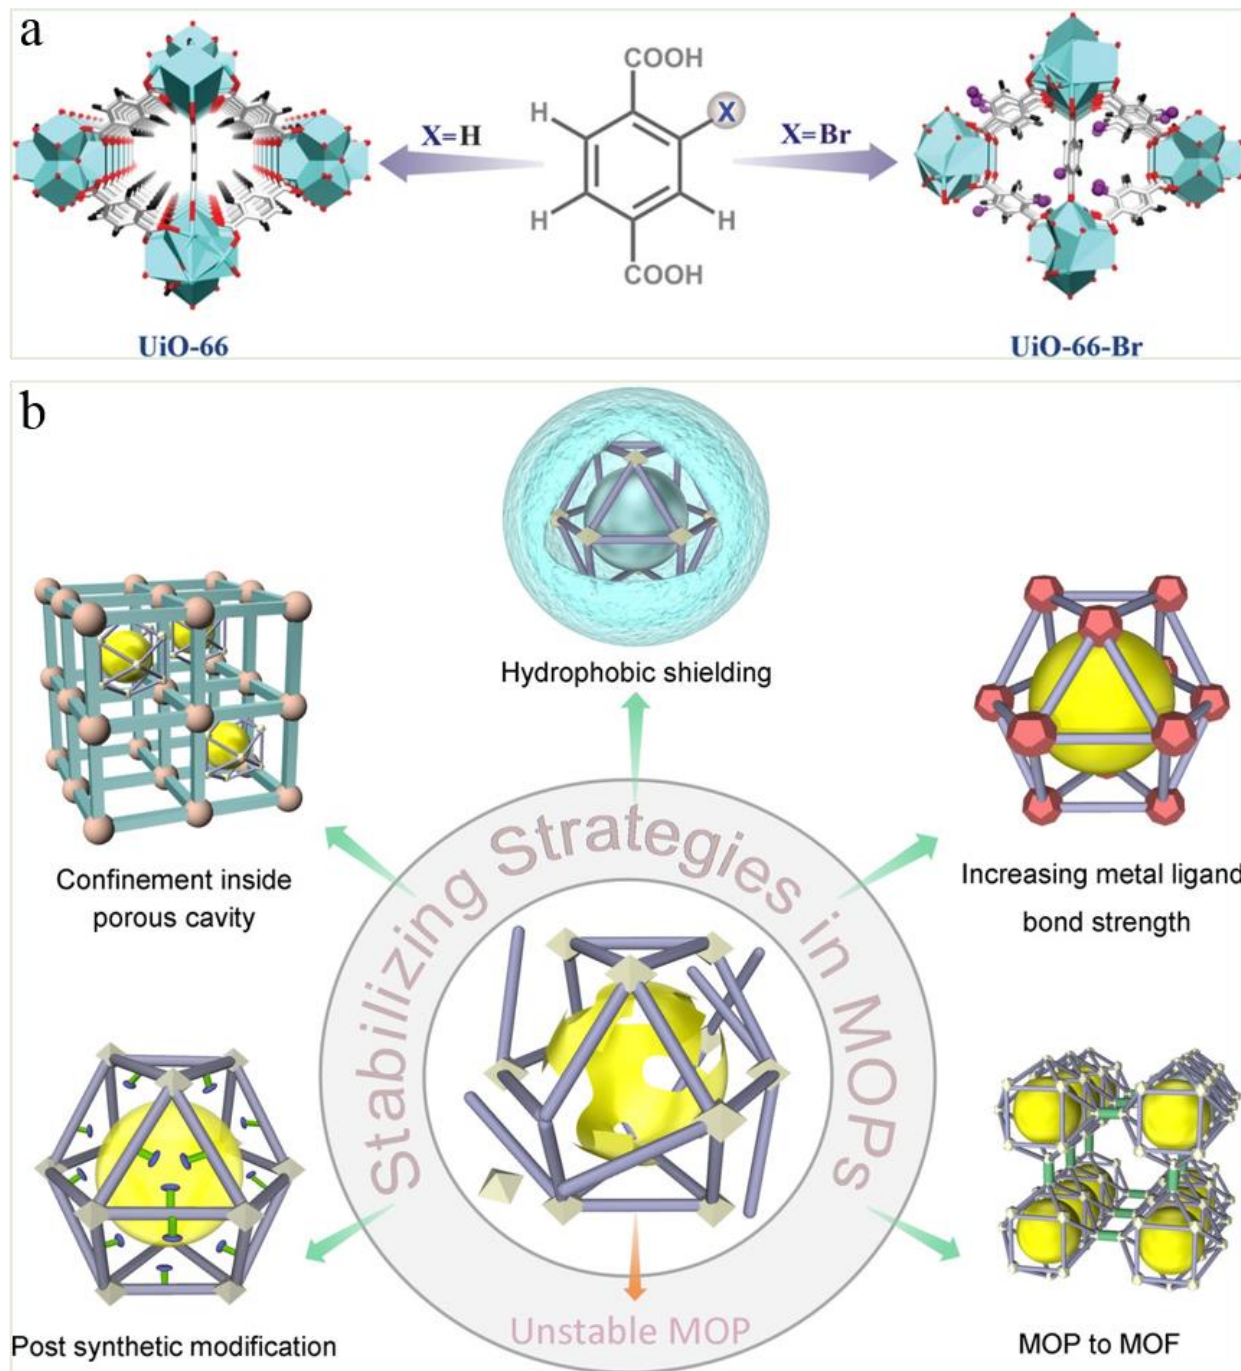 a
COOH
X
H
X=H
X=Br
H
H
COOH
UiO-66
UiO-66-Br
b
Hydrophobic shielding
Confinement inside
porous cavity
Increasing metal ligand
bond strength
Stabilizing Strategies in MOPs
Unstable MOP
Post synthetic modification
MOP to MOF